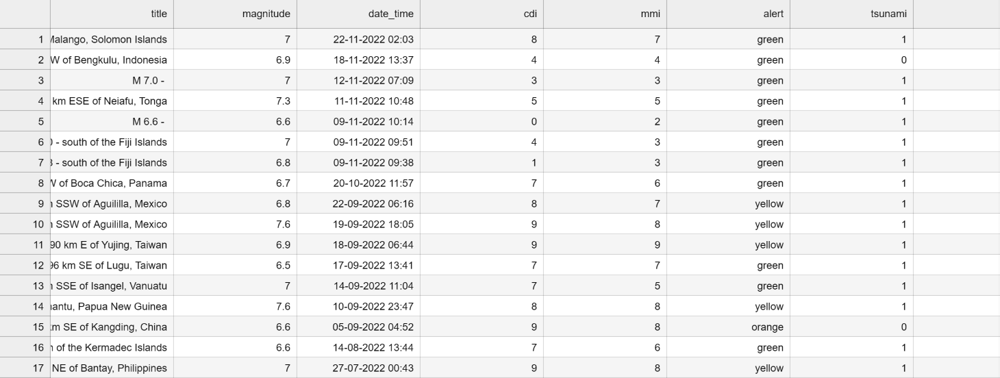 title magnitude date_time cdi mmi alert tsunami
1 Malango, Solomon Islands 7 22-11-2022 02:03 8 7 green 1
2 W of Bengkulu, Indonesia 6.9 18-11-2022 13:37 4 4 green 0
3 M 7.0 - 7 12-11-2022 07:09 3 3 green 1
4 km ESE of Neiafu, Tonga 7.3 11-11-2022 10:48 5 5 green 1
5 M 6.6 - 6.6 09-11-2022 10:14 0 2 green 1
6 - south of the Fiji Islands 7 09-11-2022 09:51 4 3 green 1
7 - south of the Fiji Islands 6.8 09-11-2022 09:38 1 3 green 1
8 W of Boca Chica, Panama 6.7 20-10-2022 11:57 7 6 green 1
9 SSW of Aguililla, Mexico 6.8 22-09-2022 06:16 8 7 yellow 1
10 SSW of Aguililla, Mexico 7.6 19-09-2022 18:05 9 8 yellow 1
11 90 km E of Yujing, Taiwan 6.9 18-09-2022 06:44 9 9 yellow 1
12 96 km SE of Lugu, Taiwan 6.5 17-09-2022 13:41 7 7 green 1
13 SSE of Isangel, Vanuatu 7 14-09-2022 11:04 7 5 green 1
14 Papua New Guinea 7.6 10-09-2022 23:47 8 8 yellow 1
15 km SE of Kangding, China 6.6 05-09-2022 04:52 9 8 orange 0
16 of the Kermadec Islands 6.6 14-08-2022 13:44 7 6 green 1
17 NE of Bantay, Philippines 7 27-07-2022 00:43 9 8 yellow 1